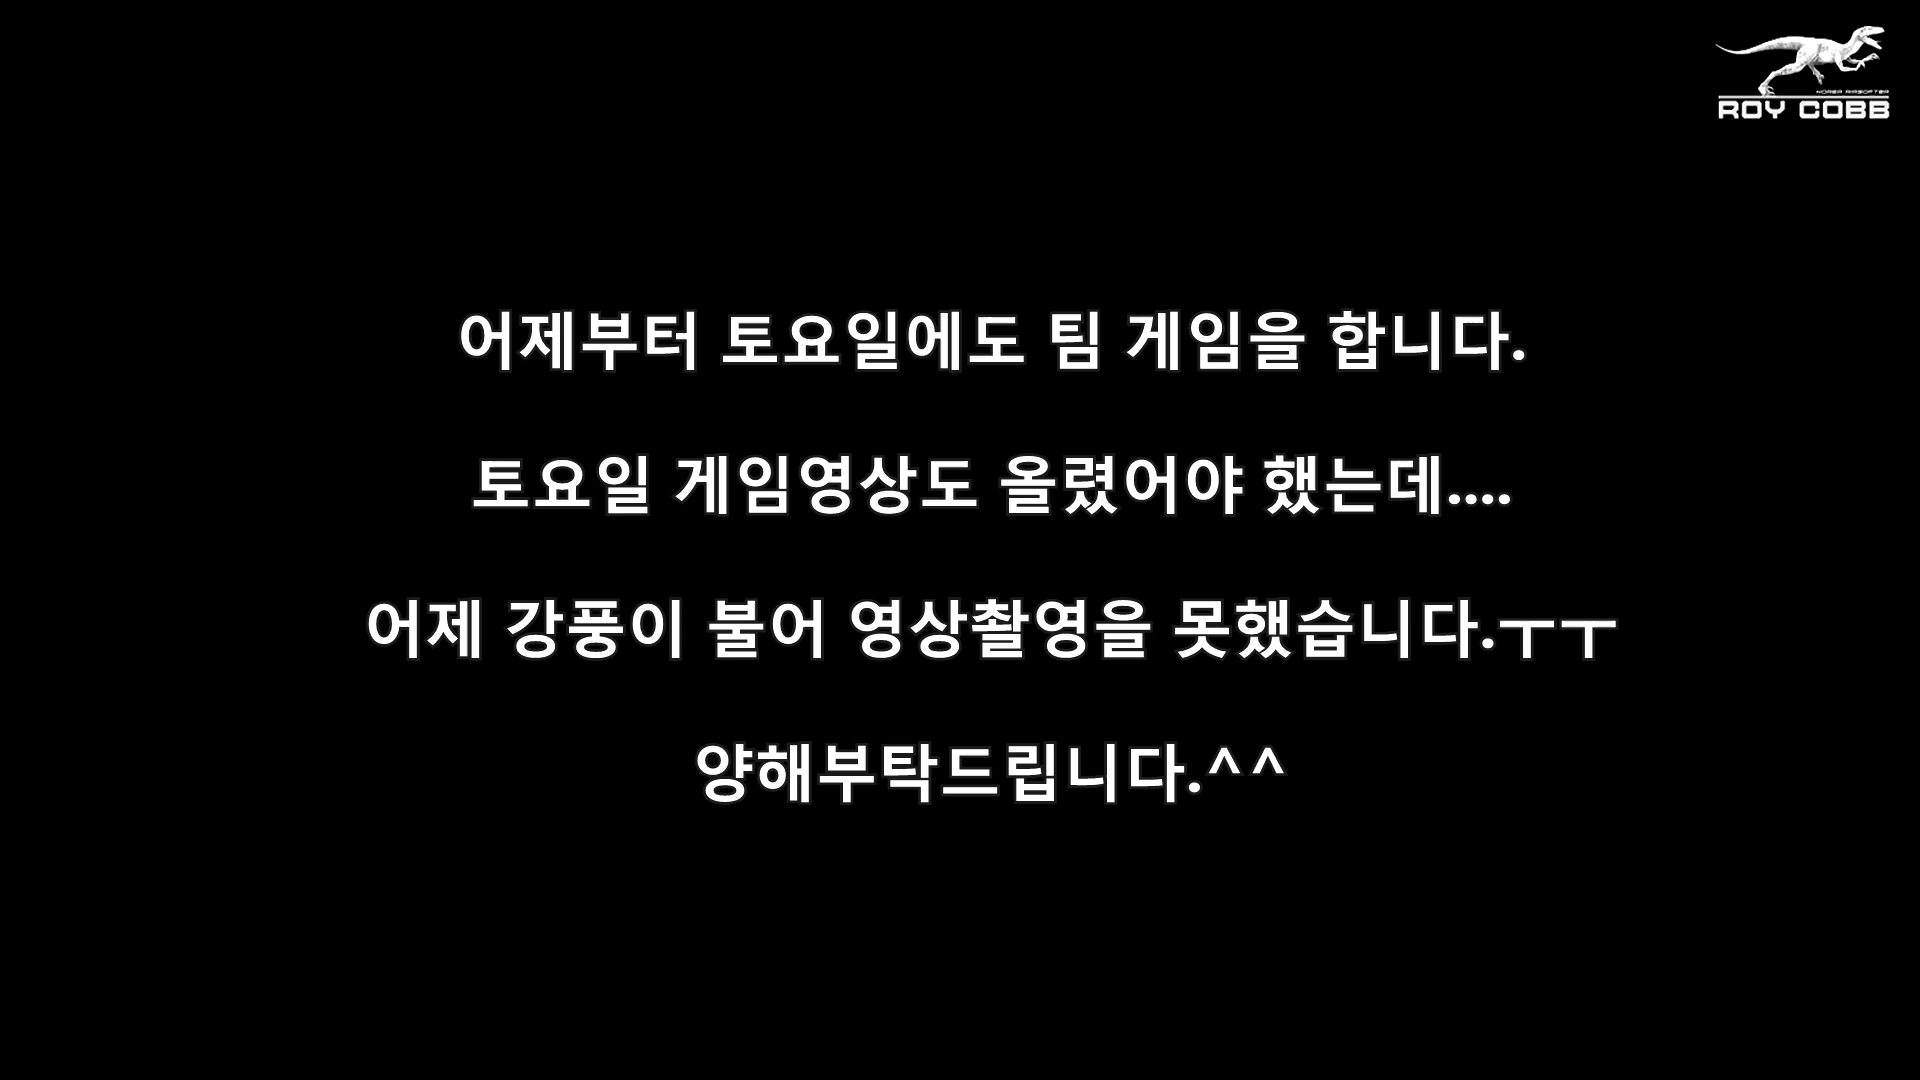 KOREA AIRSOFTER
ROY COBB
어제부터 토요일에도 팀 게임을 합니다.
토요일 게임영상도 올렸어야 했는데....
어제 강풍이 불어 영상촬영을 못했습니다.ㅜㅜ
양해부탁드립니다.^^